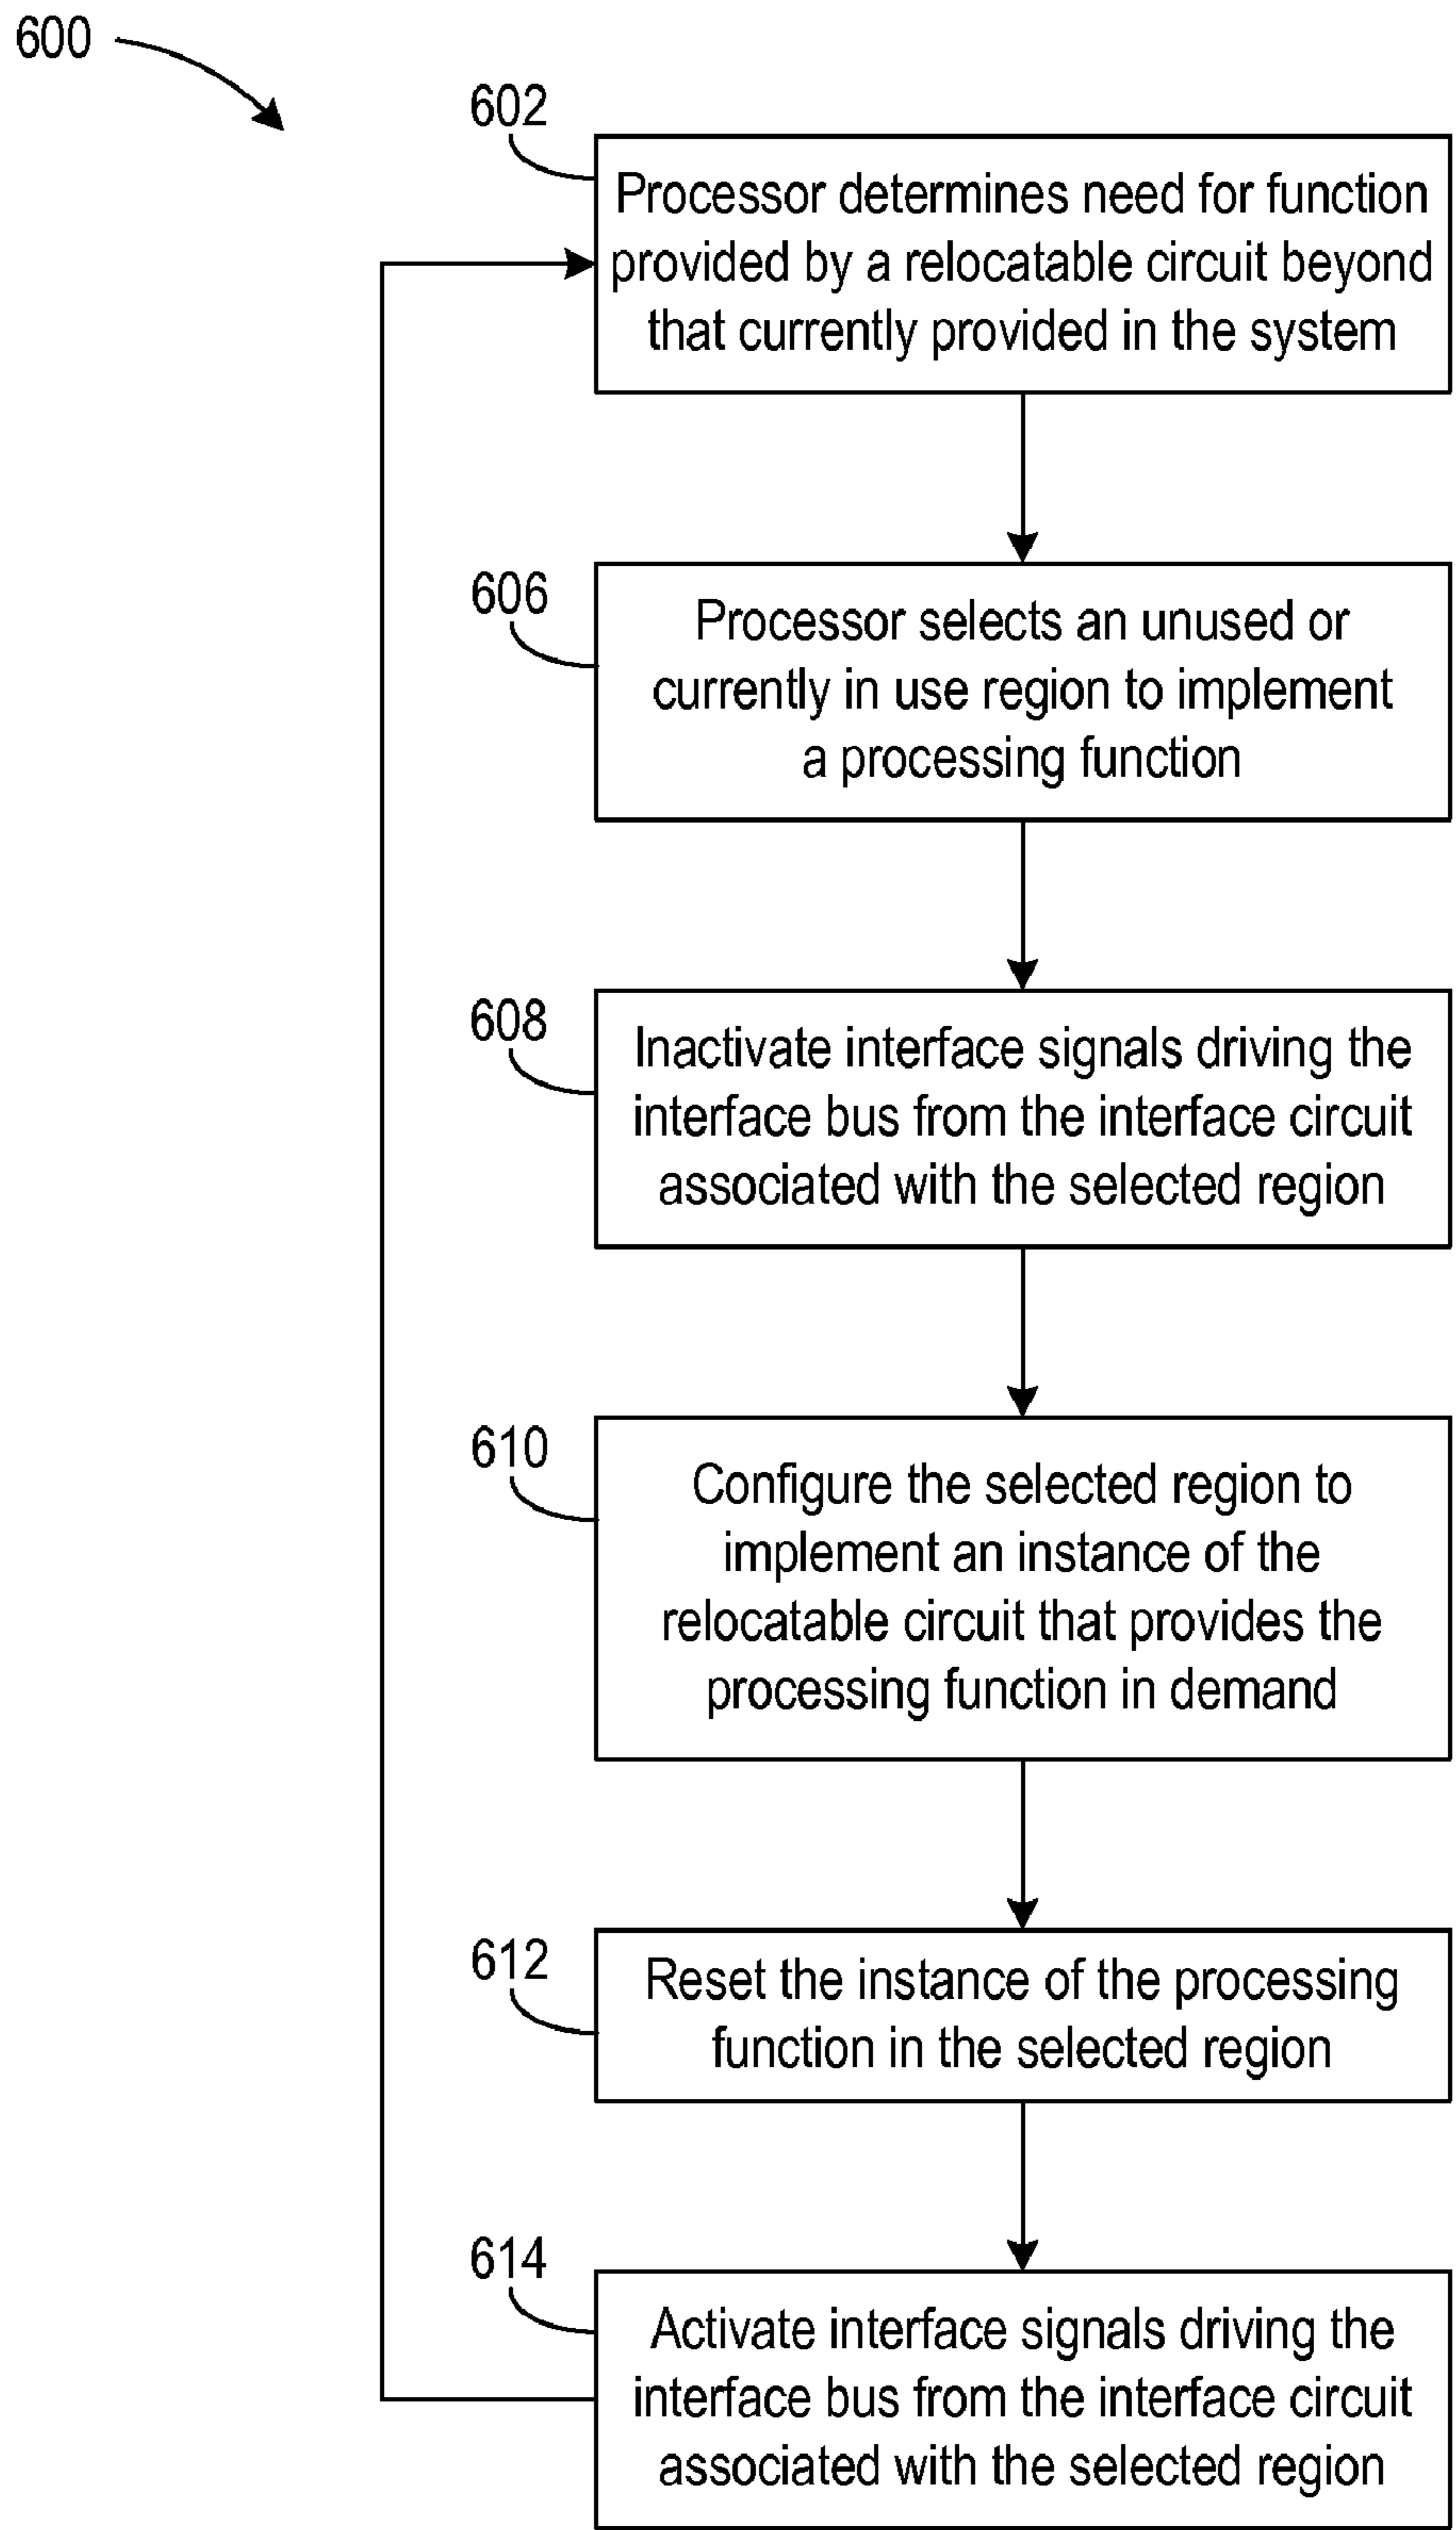 600
602
Processor determines need for function
provided by a relocatable circuit beyond
that currently provided in the system
606
Processor selects an unused or
currently in use region to implement
a processing function
608
Inactivate interface signals driving the
interface bus from the interface circuit
associated with the selected region
610
Configure the selected region to
implement an instance of the
relocatable circuit that provides the
processing function in demand
612
Reset the instance of the processing
function in the selected region
614
Activate interface signals driving the
interface bus from the interface circuit
associated with the selected region